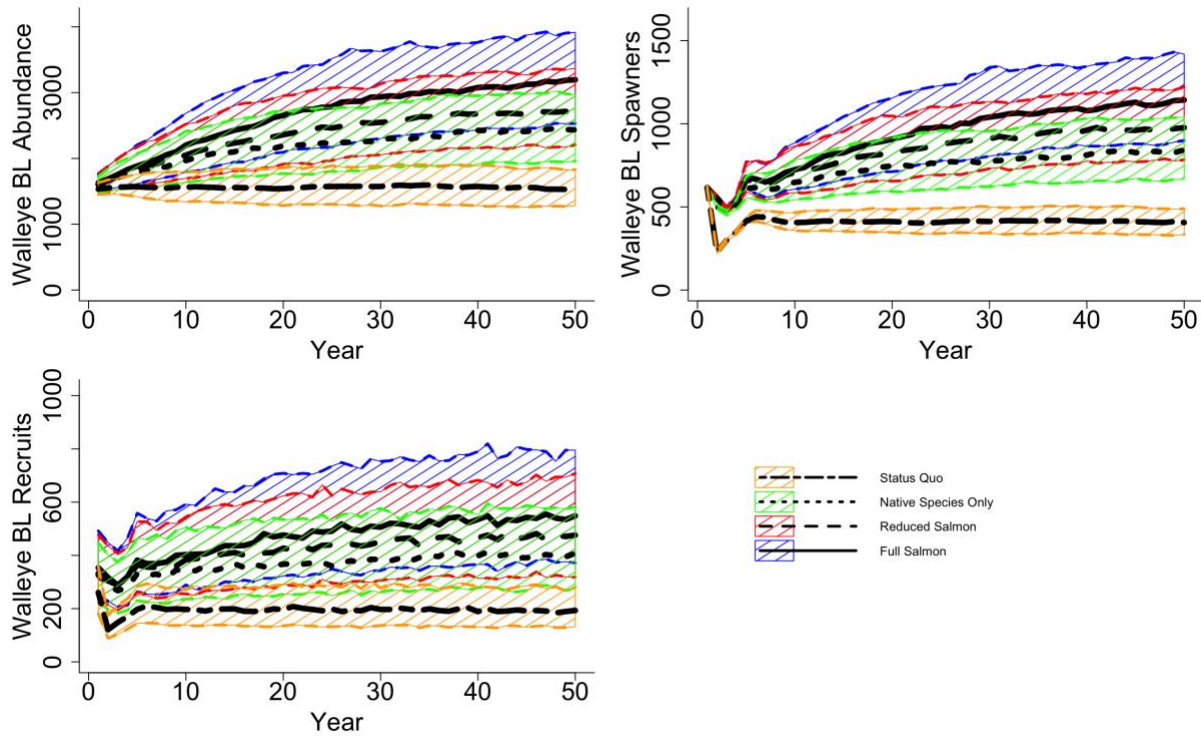 Walleye BL Abundance
0 1000 3000
0 10 20 30 40 50
Year
Walleye BL Spawners
0 500 1000 1500
0 10 20 30 40 50
Year
Walleye BL Recruits
0 200 600 1000
0 10 20 30 40 50
Year
Status Quo
Native Species Only
Reduced Salmon
Full Salmon